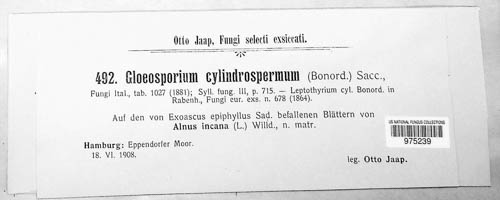 Otto Jaap, Fungi selecti exsiccati.
492. Gloeosporium cylindrospermum (Bonord.) Sacc.,
Fungi Ital., tab. 1027 (1881); Syll. fung. III, p. 715. — Leptothyrium cyl. Bonord. in
Rabenh., Fungi eur. exs. n. 678 (1864).
Auf den von Exoascus epiphyllus Sad. befallenen Blättern von
Alnus incana (L.) Willd., n. matr.
Hamburg: Eppendorfer Moor.
18. VI. 1908.
leg. Otto Jaap.
US NATIONAL FUNGUS COLLECTIONS
975239